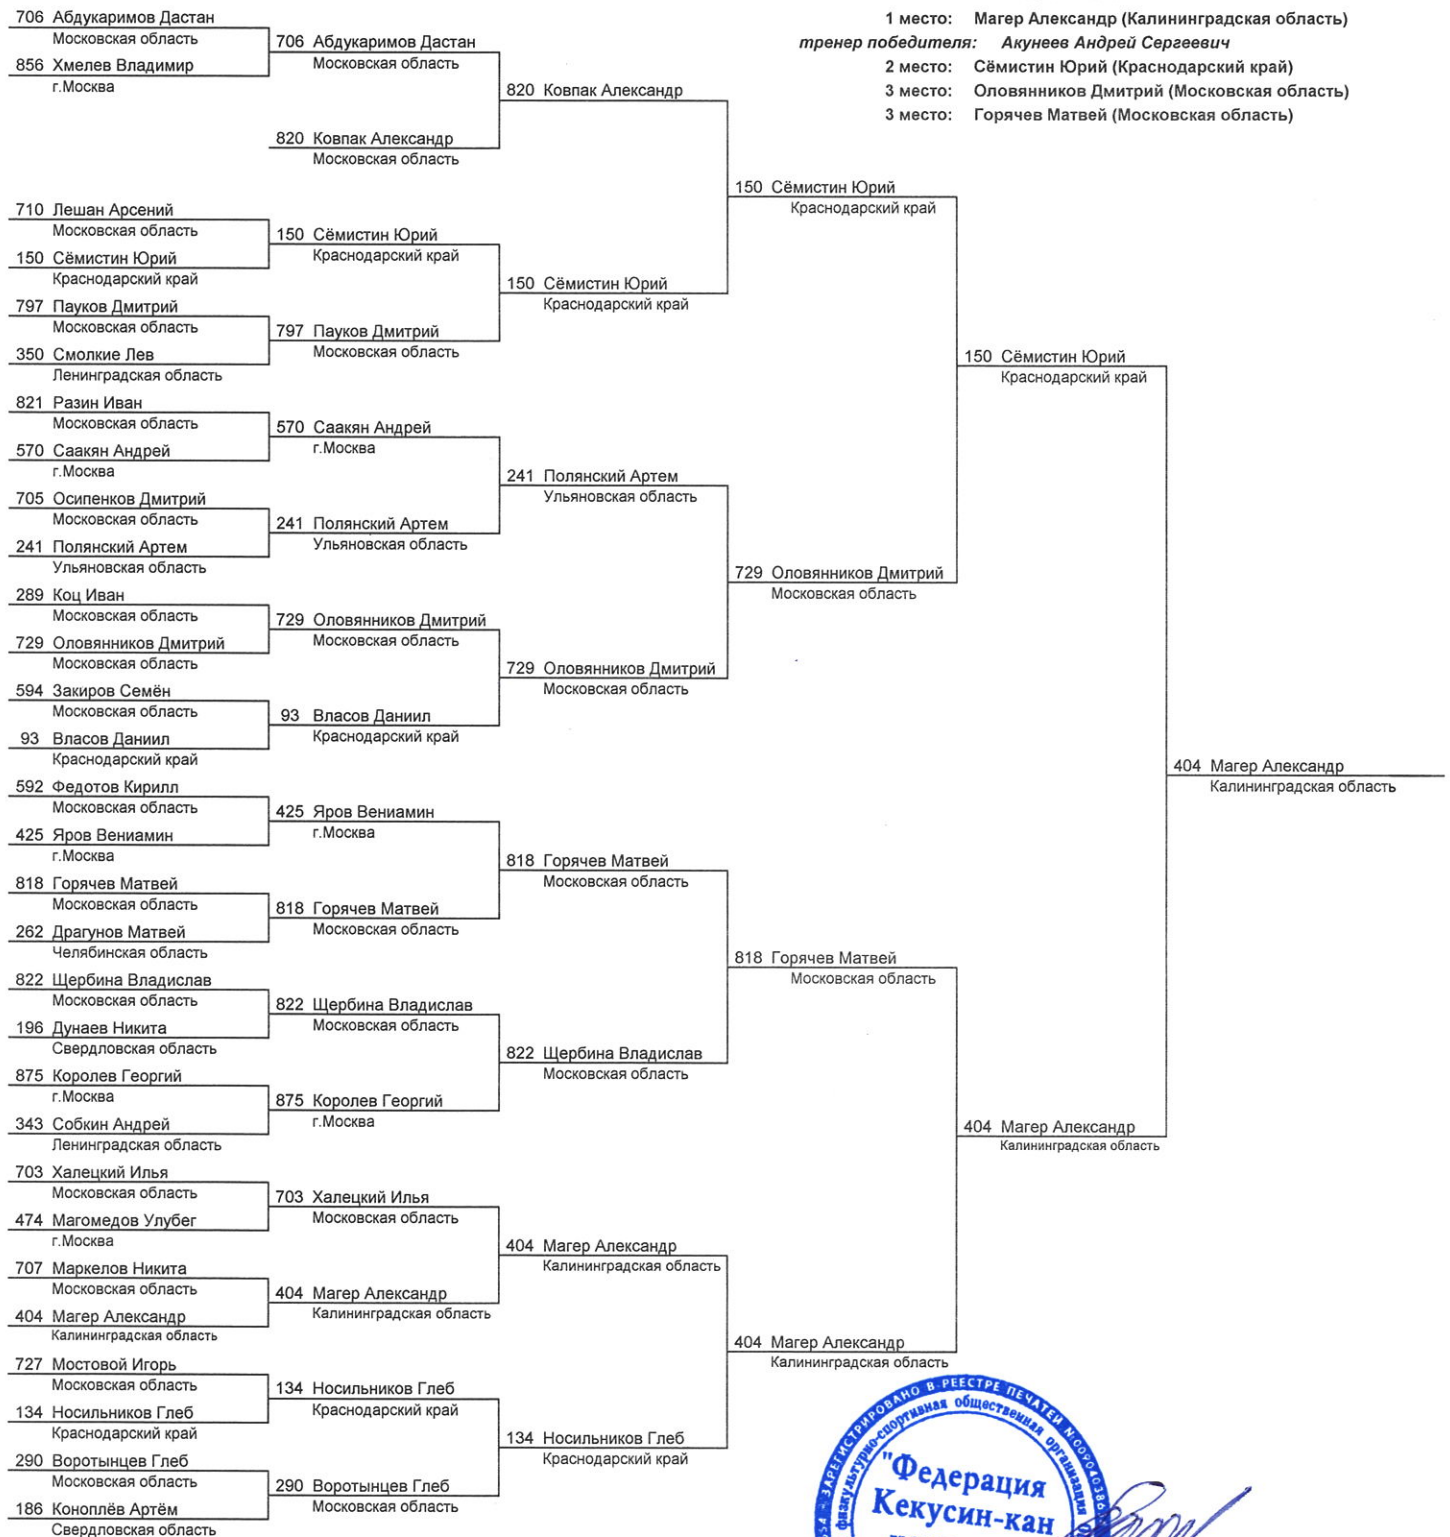 1 место: Магер Александр (Калининградская область)
тренер победителя: Акунеев Андрей Сергеевич
2 место: Сёмистин Юрий (Краснодарский край)
3 место: Оловянников Дмитрий (Московская область)
3 место: Горячев Матвей (Московская область)
706 Абдукаримов Дастан
Московская область
856 Хмелев Владимир
г.Москва
710 Лешан Арсений
Московская область
150 Сёмистин Юрий
Краснодарский край
797 Пауков Дмитрий
Московская область
350 Смолкие Лев
Ленинградская область
821 Разин Иван
Московская область
570 Саакян Андрей
г.Москва
705 Осипенков Дмитрий
Московская область
241 Полянский Артем
Ульяновская область
289 Коц Иван
Московская область
729 Оловянников Дмитрий
Московская область
594 Закиров Семён
Московская область
93 Власов Даниил
Краснодарский край
592 Федотов Кирилл
Московская область
425 Яров Вениамин
г.Москва
818 Горячев Матвей
Московская область
262 Драгунов Матвей
Челябинская область
822 Щербина Владислав
Московская область
196 Дунаев Никита
Свердловская область
875 Королев Георгий
г.Москва
343 Собкин Андрей
Ленинградская область
703 Халецкий Илья
Московская область
474 Магомедов Улубег
г.Москва
707 Маркелов Никита
Московская область
404 Магер Александр
Калининградская область
727 Мостовой Игорь
Московская область
134 Носильников Глеб
Краснодарский край
290 Воротынцев Глеб
Московская область
186 Коноплёв Артём
Свердловская область
706 Абдукаримов Дастан
Московская область
820 Ковпак Александр
Московская область
150 Сёмистин Юрий
Краснодарский край
797 Пауков Дмитрий
Московская область
570 Саакян Андрей
г.Москва
241 Полянский Артем
Ульяновская область
729 Оловянников Дмитрий
Московская область
93 Власов Даниил
Краснодарский край
425 Яров Вениамин
г.Москва
818 Горячев Матвей
Московская область
822 Щербина Владислав
Московская область
875 Королев Георгий
г.Москва
703 Халецкий Илья
Московская область
404 Магер Александр
Калининградская область
134 Носильников Глеб
Краснодарский край
290 Воротынцев Глеб
Московская область
820 Ковпак Александр
150 Сёмистин Юрий
Краснодарский край
241 Полянский Артем
Ульяновская область
729 Оловянников Дмитрий
Московская область
818 Горячев Матвей
Московская область
822 Щербина Владислав
Московская область
404 Магер Александр
Калининградская область
134 Носильников Глеб
Краснодарский край
150 Сёмистин Юрий
Краснодарский край
729 Оловянников Дмитрий
Московская область
818 Горячев Матвей
Московская область
404 Магер Александр
Калининградская область
150 Сёмистин Юрий
Краснодарский край
404 Магер Александр
Калининградская область
404 Магер Александр
Калининградская область
ЗАРЕГИСТРИРОВАНО В РЕЕСТРЕ ПЕЧАТЕЙ
физкультурно-спортивная общественная организация
"Федерация
Кекусин-кан